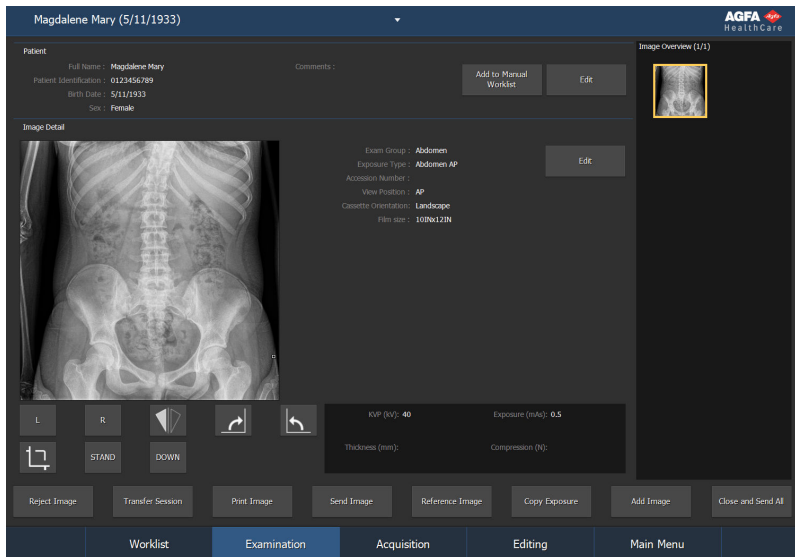 Magdalene Mary (5/11/1933)
AGFA
HealthCare
Patient
Full Name : Magdalene Mary
Comments :
Patient Identification : 0123456789
Birth Date : 5/11/1933
Sex : Female
Add to Manual
Worklist
Edit
Image Overview (1/1)
Image Detail
Exam Group : Abdomen
Exposure Type : Abdomen AP
Accession Number :
View Position : AP
Cassette Orientation: Landscape
Film size : 10INx12IN
Edit
L
R
STAND
DOWN
KVP (kV): 40
Exposure (mAs): 0.5
Thickness (mm):
Compression (N):
Reject Image
Transfer Session
Print Image
Send Image
Reference Image
Copy Exposure
Add Image
Close and Send All
Worklist
Examination
Acquisition
Editing
Main Menu